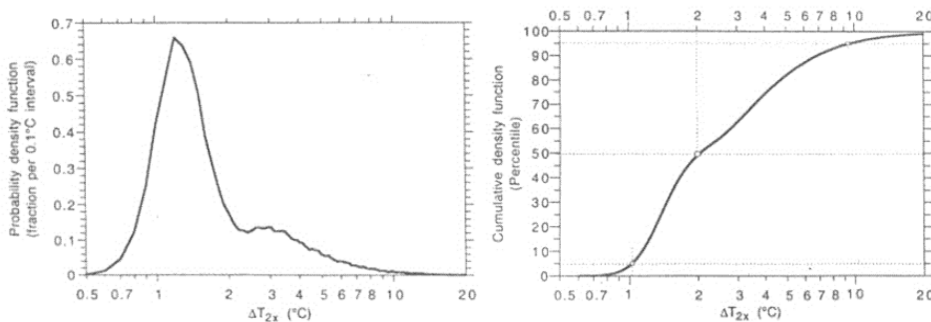 Probability density function
(fraction per 0.1°C interval)
0.7
0.6
0.5
0.4
0.3
0.2
0.1
0
0.5 0.7 1 2 3 4 5 6 7 8 10 20
ΔT2x (°C)
0.5 1 2 3 4 5 6 7 8 10 20
Cumulative density function
(Percentile)
100
90
80
70
60
50
40
30
20
10
0
0.5 0.7 1 2 3 4 5 6 7 8 10 20
ΔT2x (°C)